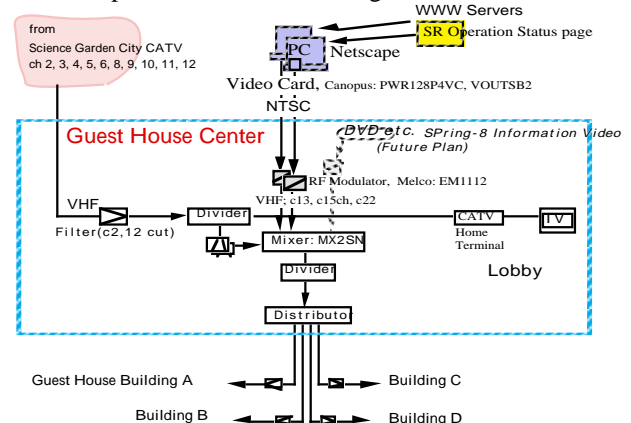 WWW Servers
from
Science Garden City CATV
ch 2, 3, 4, 5, 6, 8, 9, 10, 11, 12
SR Operation Status page
PC
Netscape
Video Card, Canopus: PWR128P4VC, VOUTSB2
NTSC
Guest House Center
DVD etc. SPring-8 Information Video
(Future Plan)
RF Modulator, Melco: EM1112
VHF; c13, c15ch, c22
VHF
Filter(c2,12 cut)
Divider
CATV
Home
Terminal
TV
Mixer: MX2SN
Lobby
Divider
Distributor
Guest House Building A
Building C
Building B
Building D